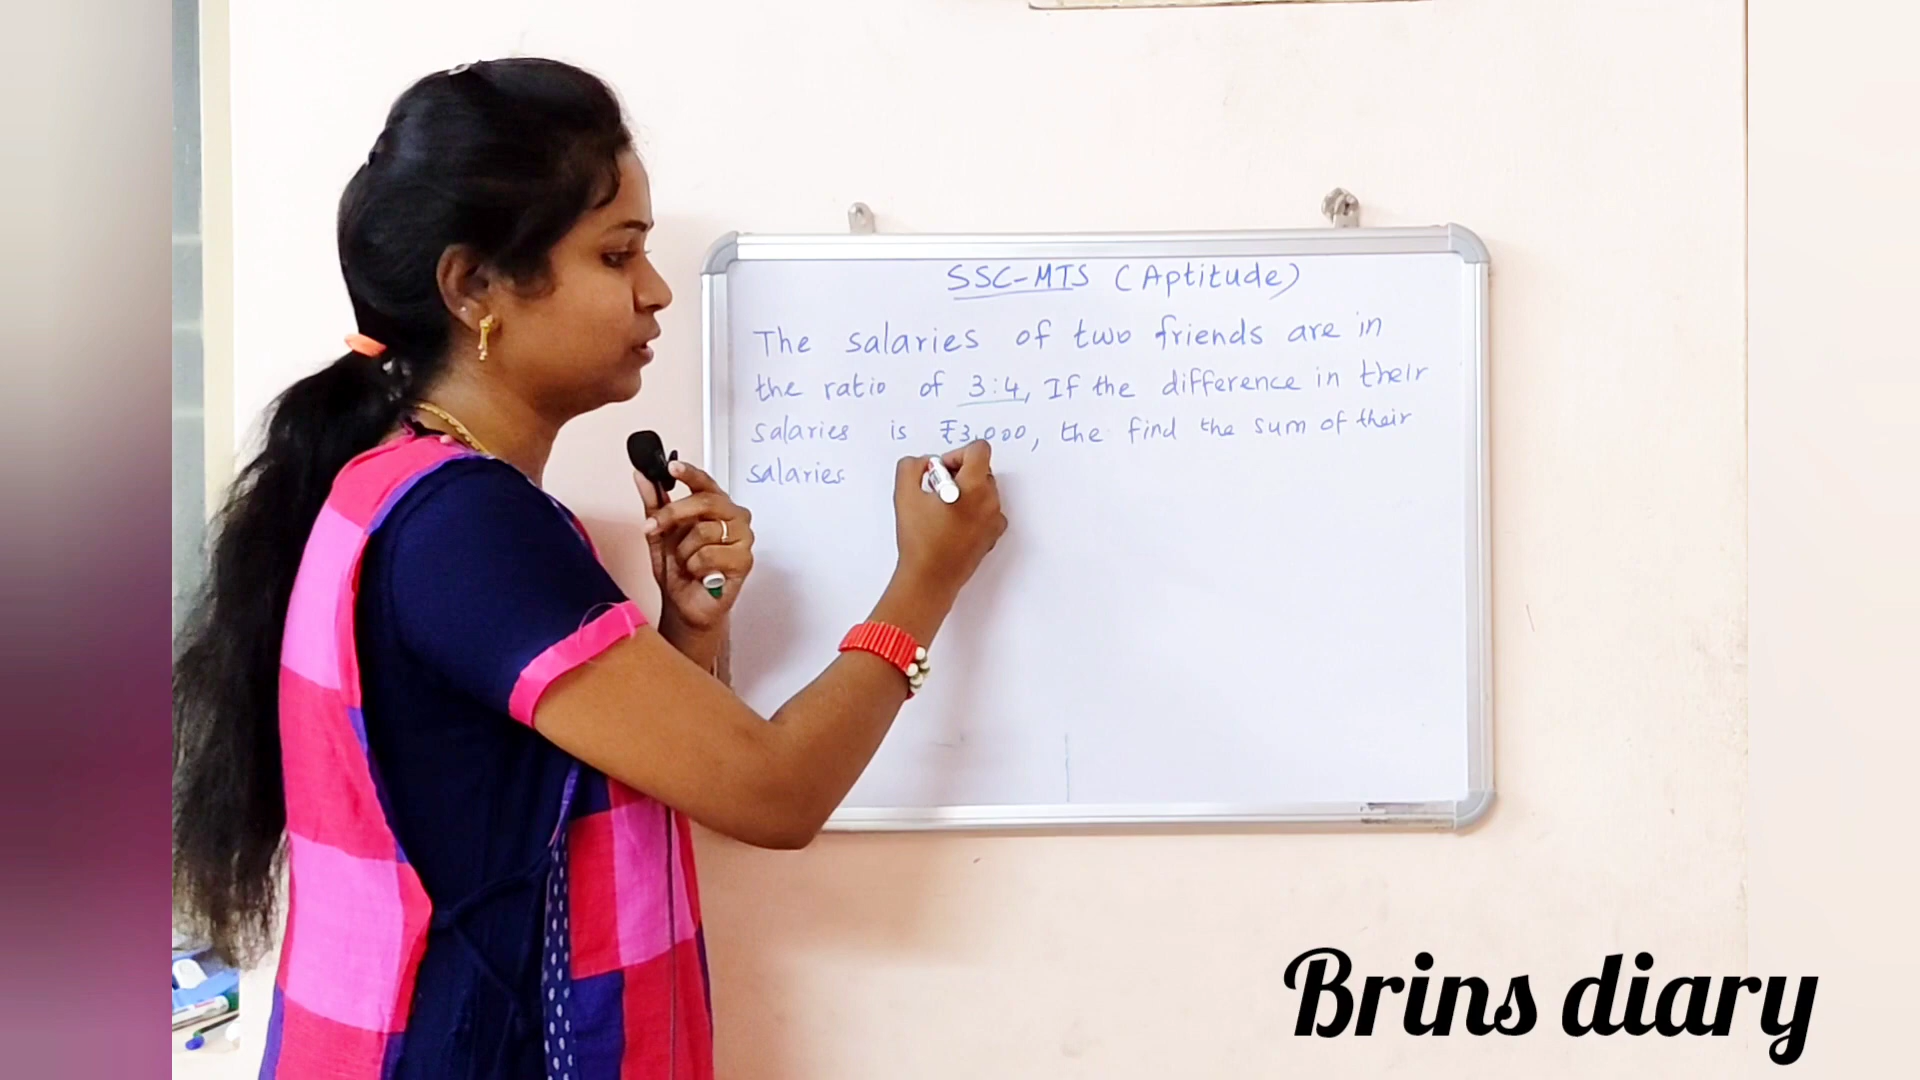 SSC-MTS (Aptitude)
The salaries of two friends are in
the ratio of 3:4, If the difference in their
salaries is ₹3,000, the find the sum of their
salaries.
Brins diary